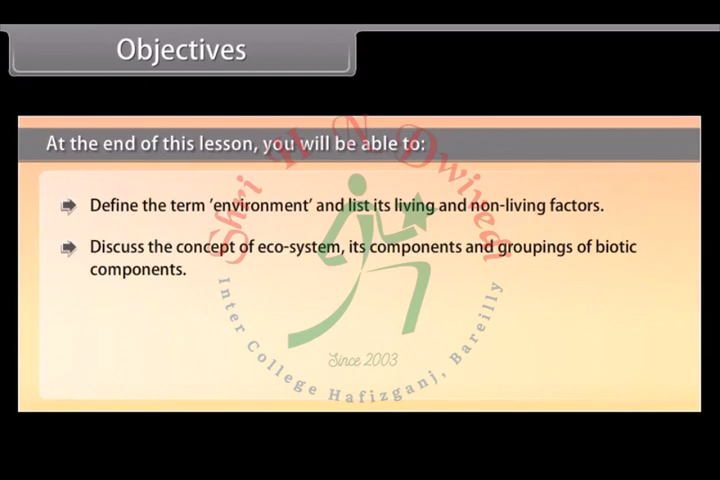 Objectives
At the end of this lesson, you will be able to:
Define the term 'environment' and list its living and non-living factors.
Discuss the concept of eco-system, its components and groupings of biotic
components.
Shri H N Dwivedi
Since 2003
Inter College Hafizganj, Bareilly